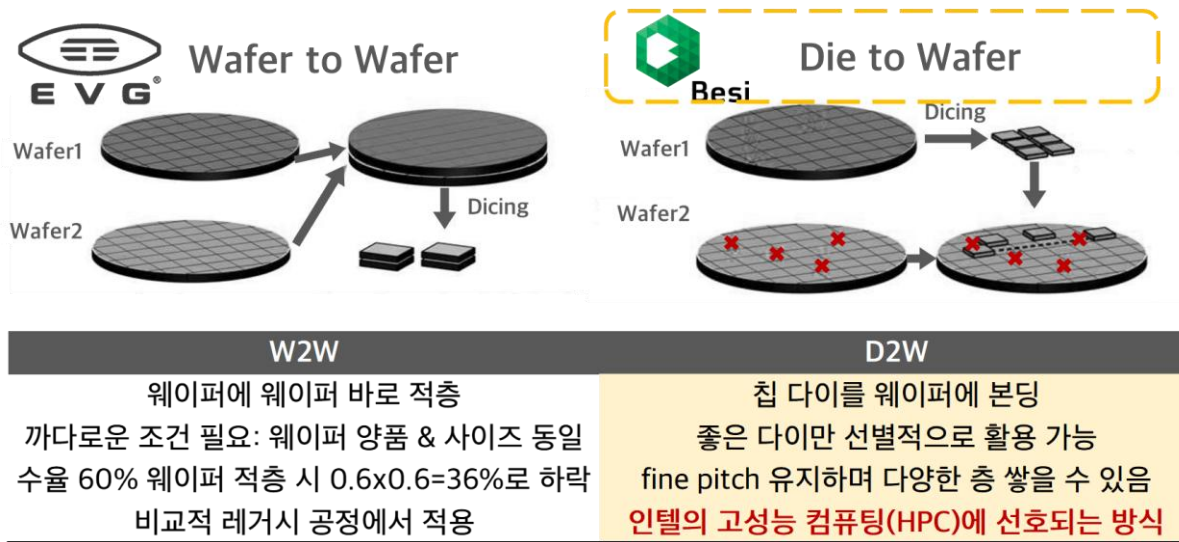 EVG®
Wafer to Wafer
Wafer1
Wafer2
Dicing
Besi
Die to Wafer
Dicing
Wafer1
Wafer2
W2W
웨이퍼에 웨이퍼 바로 적층
까다로운 조건 필요: 웨이퍼 양품 & 사이즈 동일
수율 60% 웨이퍼 적층 시 0.6x0.6=36%로 하락
비교적 레거시 공정에서 적용
D2W
칩 다이를 웨이퍼에 본딩
좋은 다이만 선별적으로 활용 가능
fine pitch 유지하며 다양한 층 쌓을 수 있음
인텔의 고성능 컴퓨팅(HPC)에 선호되는 방식